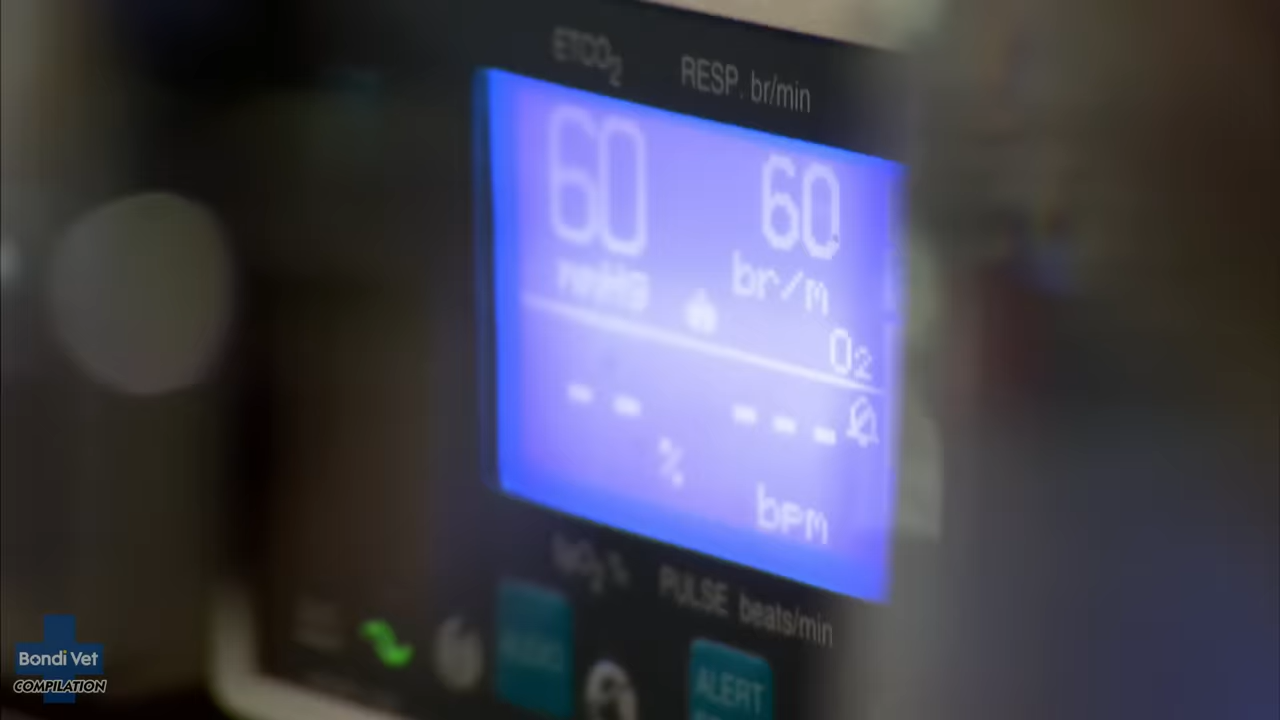 ETCO2 RESP. br/min
60 60
mmHg br/m
O2
-- ---
% bpm
SpO2 % PULSE beats/min
ALERT
Bondi Vet
COMPILATION